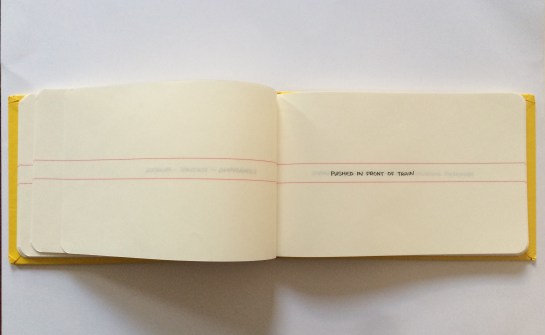 PUSHED IN FRONT OF TRAIN